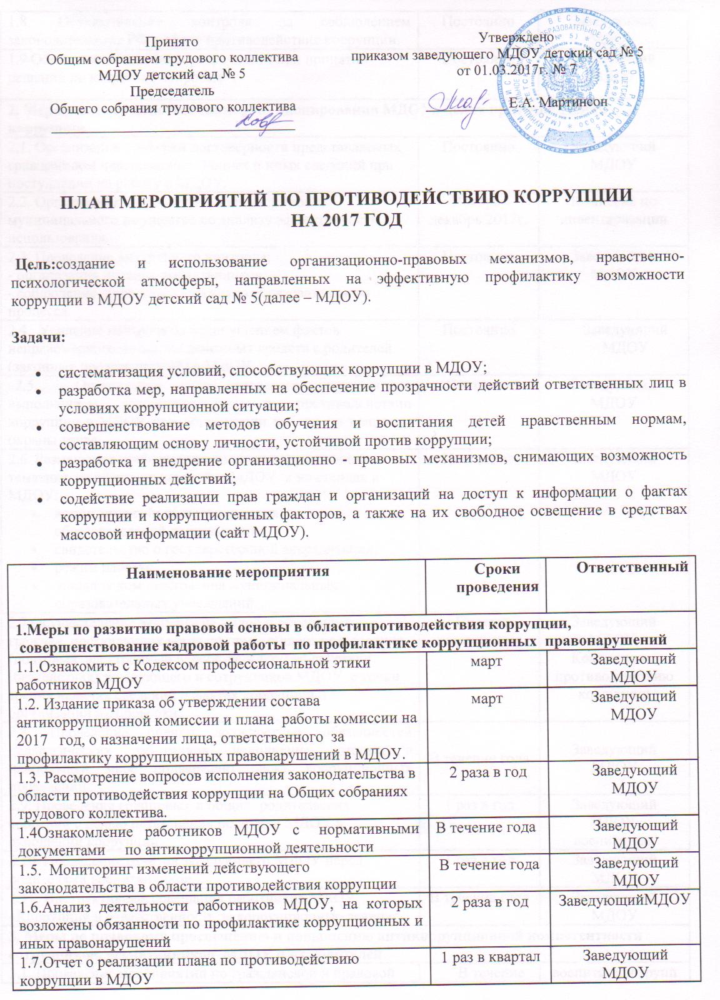 Принято
Общим собранием трудового коллектива
МДОУ детский сад № 5
Председатель
Общего собрания трудового коллектива
Утверждено
приказом заведующего МДОУ детский сад № 5
от 01.03.2017г. № 7
Е.А. Мартинсон
ПЛАН МЕРОПРИЯТИЙ ПО ПРОТИВОДЕЙСТВИЮ КОРРУПЦИИ
НА 2017 ГОД
Цель:создание и использование организационно-правовых механизмов, нравственно-
психологической атмосферы, направленных на эффективную профилактику возможности
коррупции в МДОУ детский сад № 5(далее – МДОУ).
Задачи:
• систематизация условий, способствующих коррупции в МДОУ;
• разработка мер, направленных на обеспечение прозрачности действий ответственных лиц в
условиях коррупционной ситуации;
• совершенствование методов обучения и воспитания детей нравственным нормам,
составляющим основу личности, устойчивой против коррупции;
• разработка и внедрение организационно - правовых механизмов, снимающих возможность
коррупционных действий;
• содействие реализации прав граждан и организаций на доступ к информации о фактах
коррупции и коррупциогенных факторов, а также на их свободное освещение в средствах
массовой информации (сайт МДОУ).
Наименование мероприятия
Сроки
проведения
Ответственный
1.Меры по развитию правовой основы в областипротиводействия коррупции,
совершенствование кадровой работы по профилактике коррупционных правонарушений
1.1.Ознакомить с Кодексом профессиональной этики
работников МДОУ
март
Заведующий
МДОУ
1.2. Издание приказа об утверждении состава
антикоррупционной комиссии и плана работы комиссии на
2017 год, о назначении лица, ответственного за
профилактику коррупционных правонарушений в МДОУ.
март
Заведующий
МДОУ
1.3. Рассмотрение вопросов исполнения законодательства в
области противодействия коррупции на Общих собраниях
трудового коллектива.
2 раза в год
Заведующий
МДОУ
1.4Ознакомление работников МДОУ с нормативными
документами по антикоррупционной деятельности
В течение года
Заведующий
МДОУ
1.5. Мониторинг изменений действующего
законодательства в области противодействия коррупции
В течение года
Заведующий
МДОУ
1.6.Анализ деятельности работников МДОУ, на которых
возложены обязанности по профилактике коррупционных и
иных правонарушений
2 раза в год
ЗаведующийМДОУ
1.7.Отчет о реализации плана по противодействию
коррупции в МДОУ
1 раз в квартал
Заведующий
МДОУ